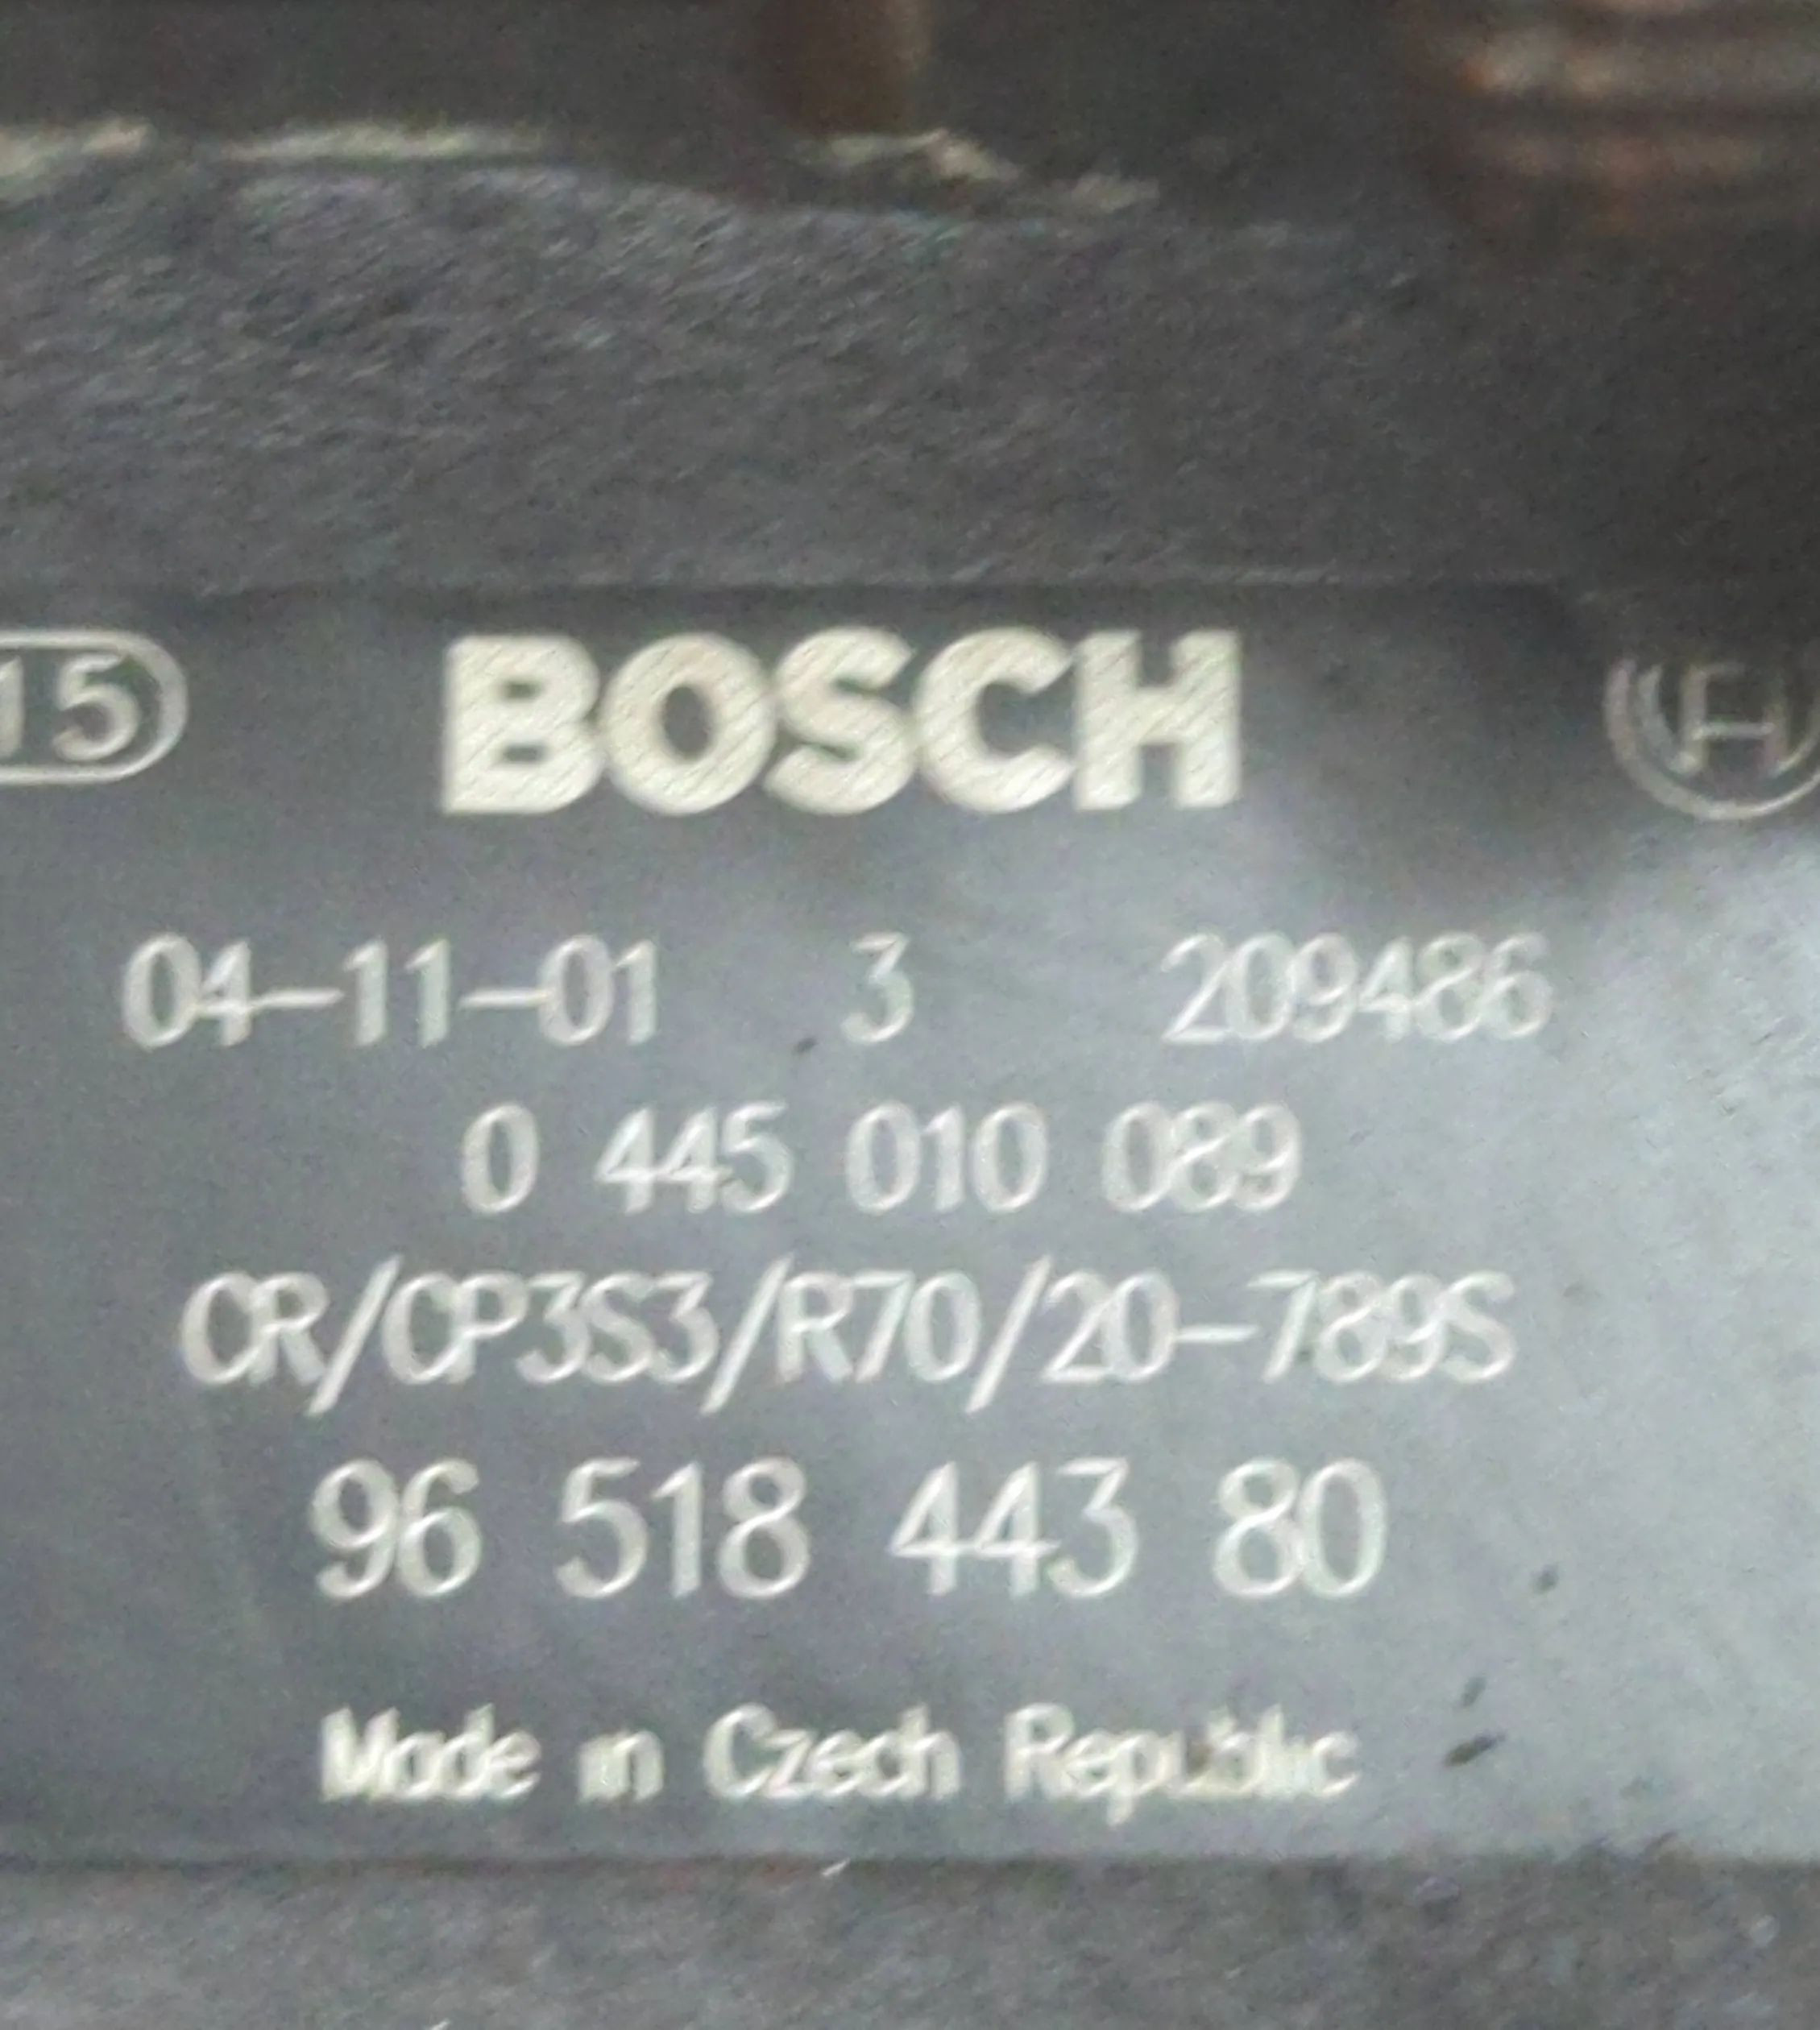 15 BOSCH H
04-11-01 3 209486
0 445 010 089
CR/CP3S3/R70/20-789S
96 518 443 80
Made in Czech Republic